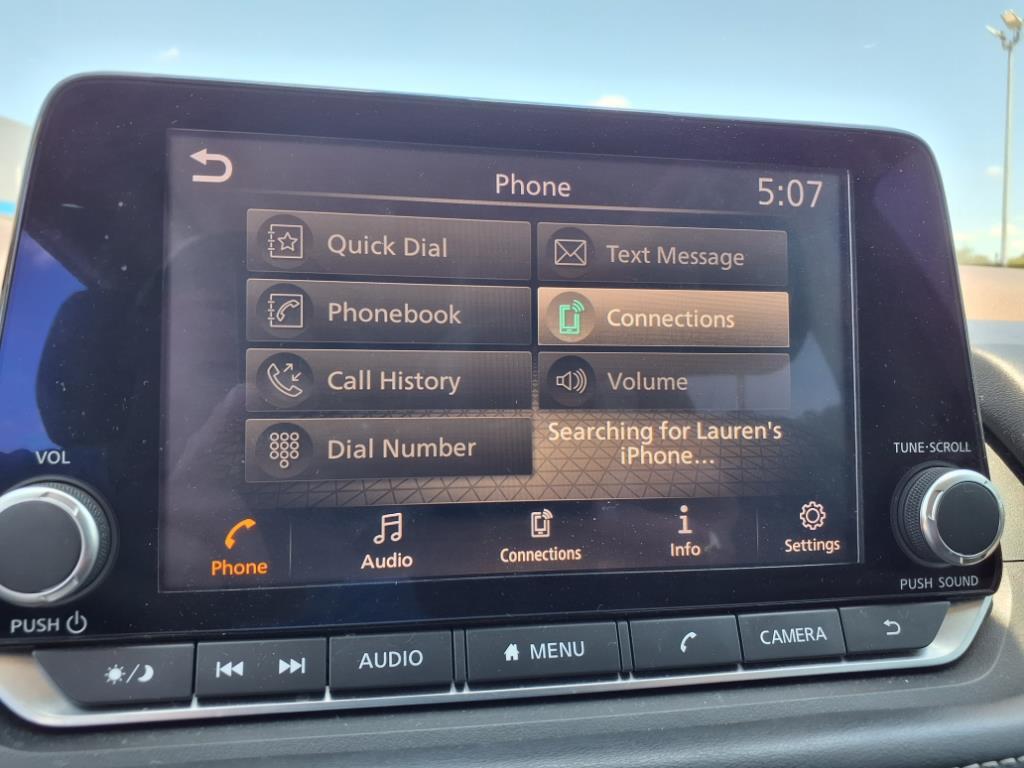 Phone
5:07
Quick Dial
Text Message
Phonebook
Connections
Call History
Volume
Dial Number
Searching for Lauren's
iPhone...
VOL
TUNE·SCROLL
Phone
Audio
Connections
Info
Settings
PUSH
PUSH SOUND
AUDIO
MENU
CAMERA